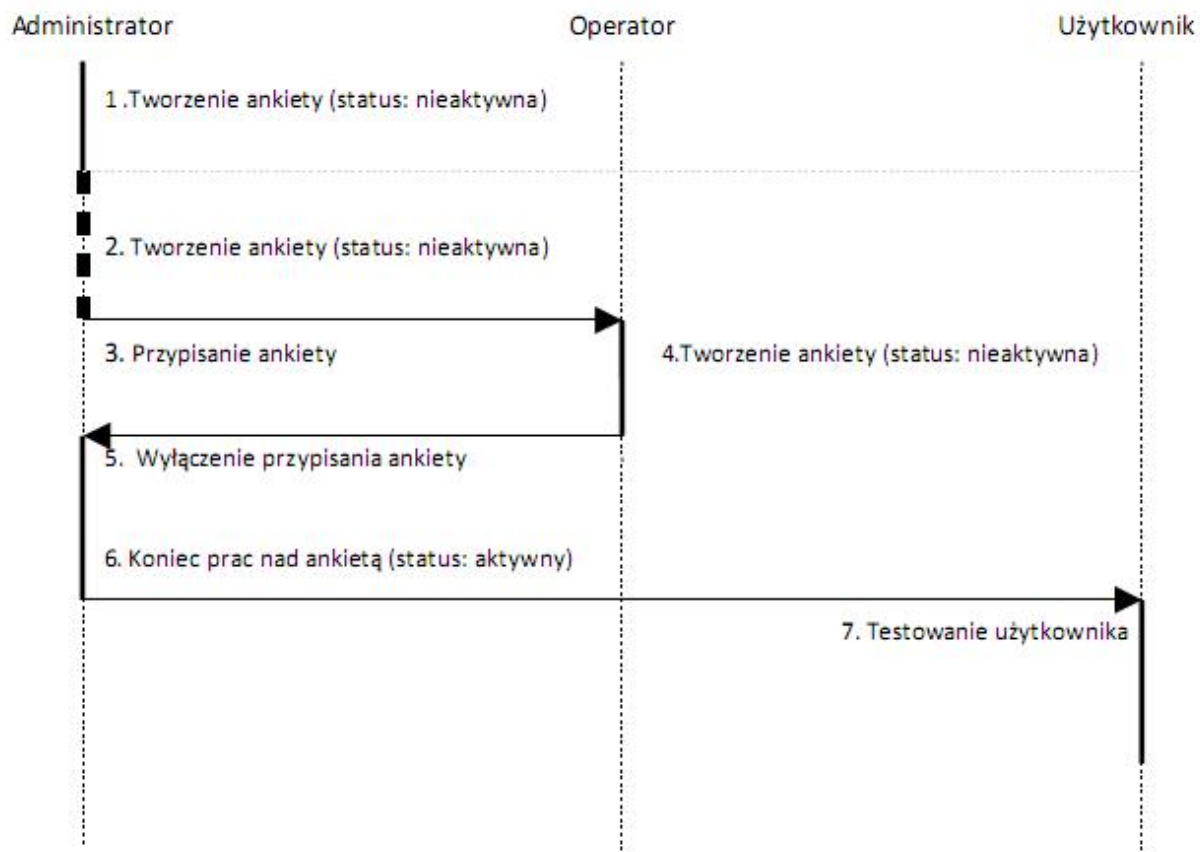 Administrator
Operator
Użytkownik
1 .Tworzenie ankiety (status: nieaktywna)
2. Tworzenie ankiety (status: nieaktywna)
3. Przypisanie ankiety
4.Tworzenie ankiety (status: nieaktywna)
5. Wyłączenie przypisania ankiety
6. Koniec prac nad ankietą (status: aktywny)
7. Testowanie użytkownika